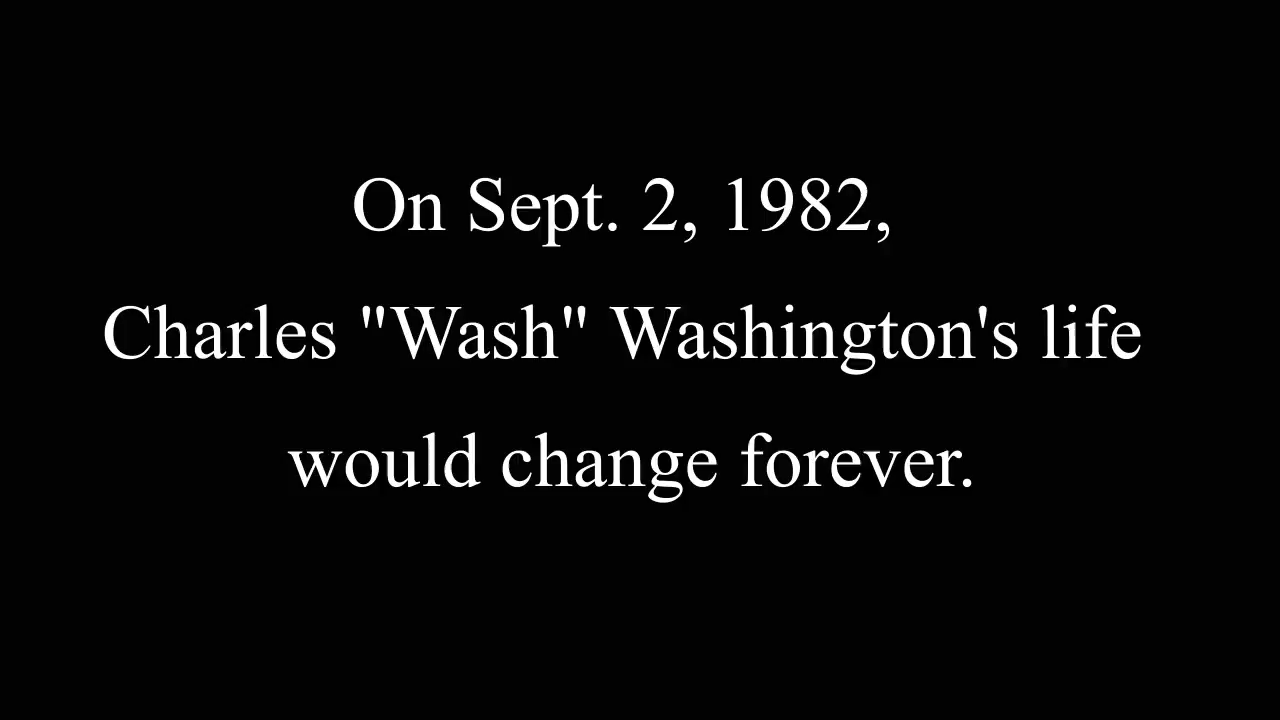 On Sept. 2, 1982,
Charles "Wash" Washington's life
would change forever.